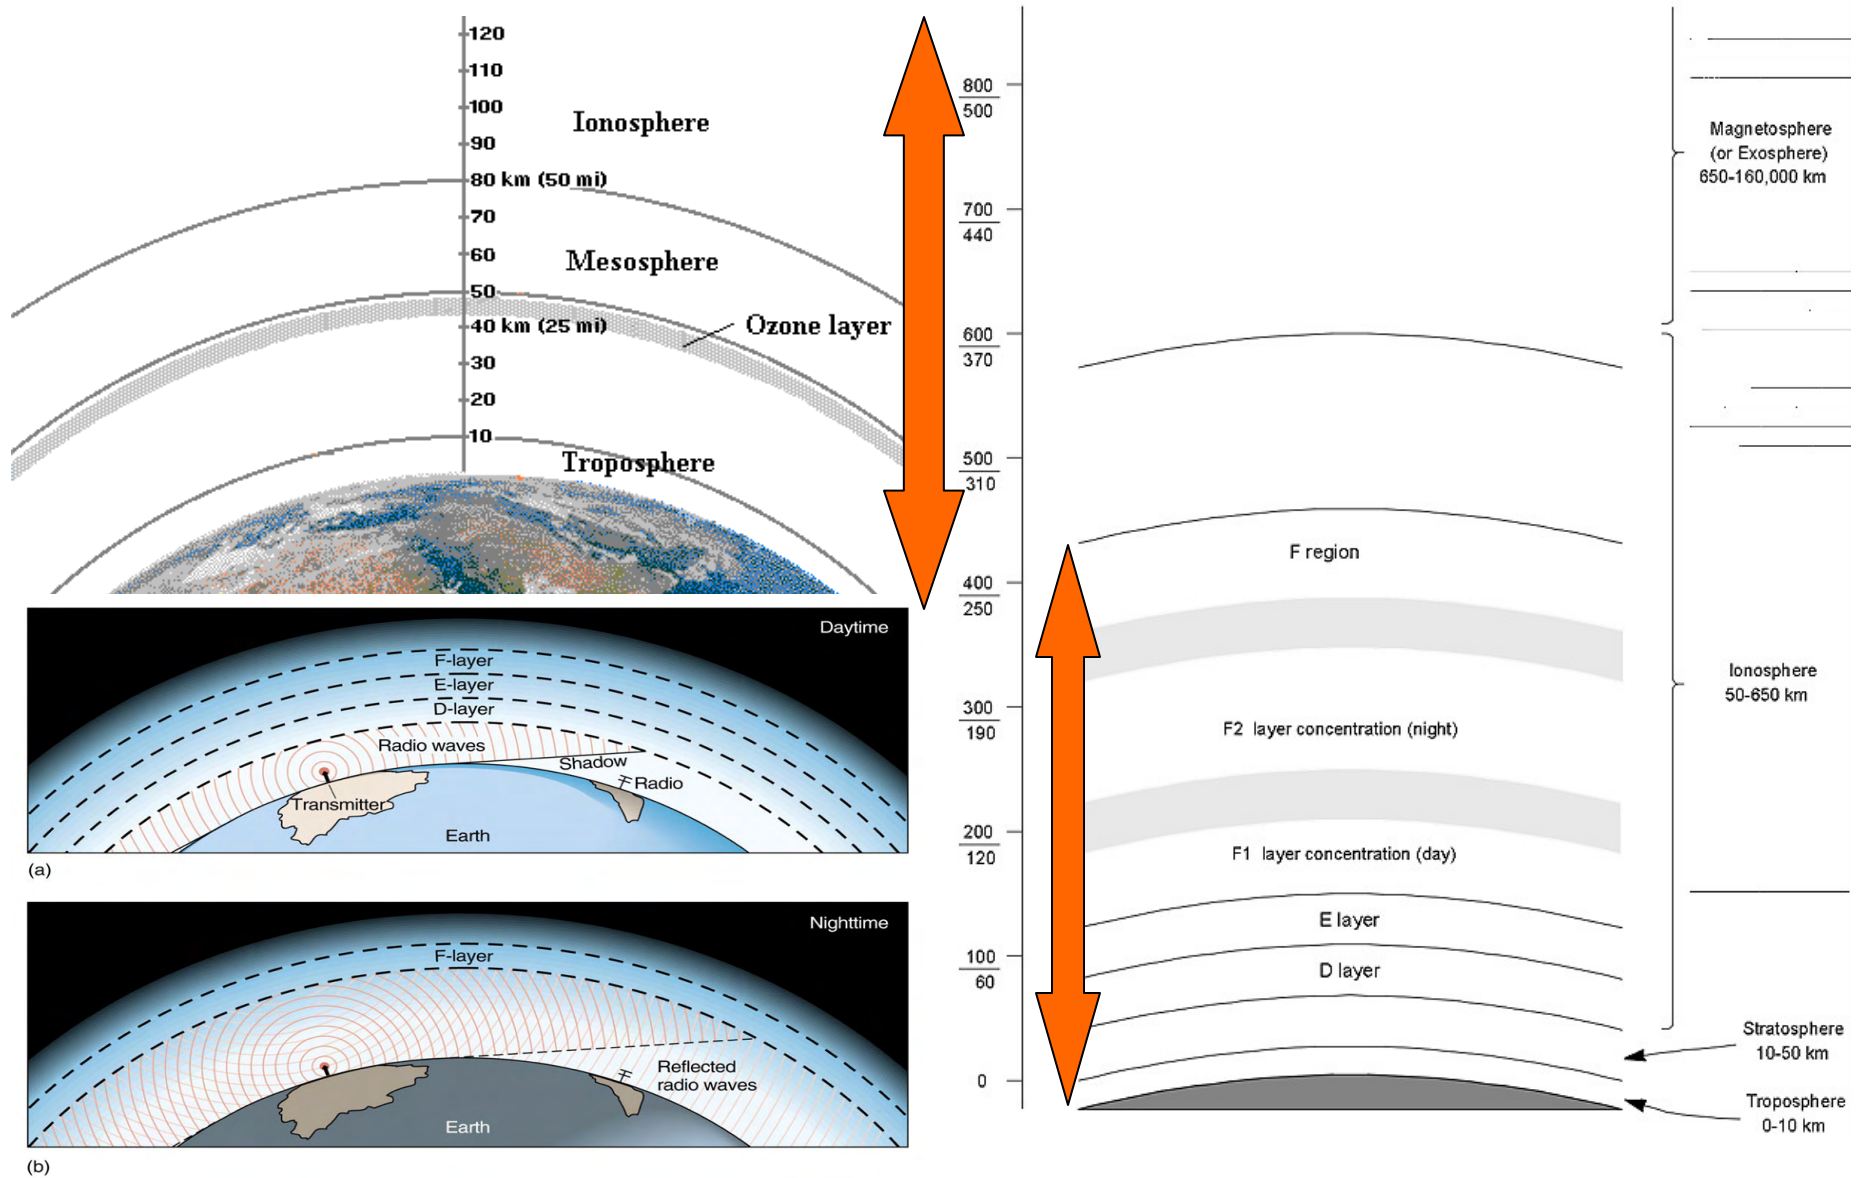 120
110
100
Ionosphere
90
80 km (50 mi)
70
60
Mesosphere
50
40 km (25 mi)
Ozone layer
30
20
10
Troposphere
Daytime
F-layer
E-layer
D-layer
Radio waves
Shadow
Radio
Transmitter
Earth
(a)
Nighttime
F-layer
Reflected
radio waves
Earth
(b)
800
500
700
440
600
370
500
310
400
250
300
190
200
120
100
60
0
F region
F2 layer concentration (night)
F1 layer concentration (day)
E layer
D layer
Magnetosphere
(or Exosphere)
650-160,000 km
Ionosphere
50-650 km
Stratosphere
10-50 km
Troposphere
0-10 km